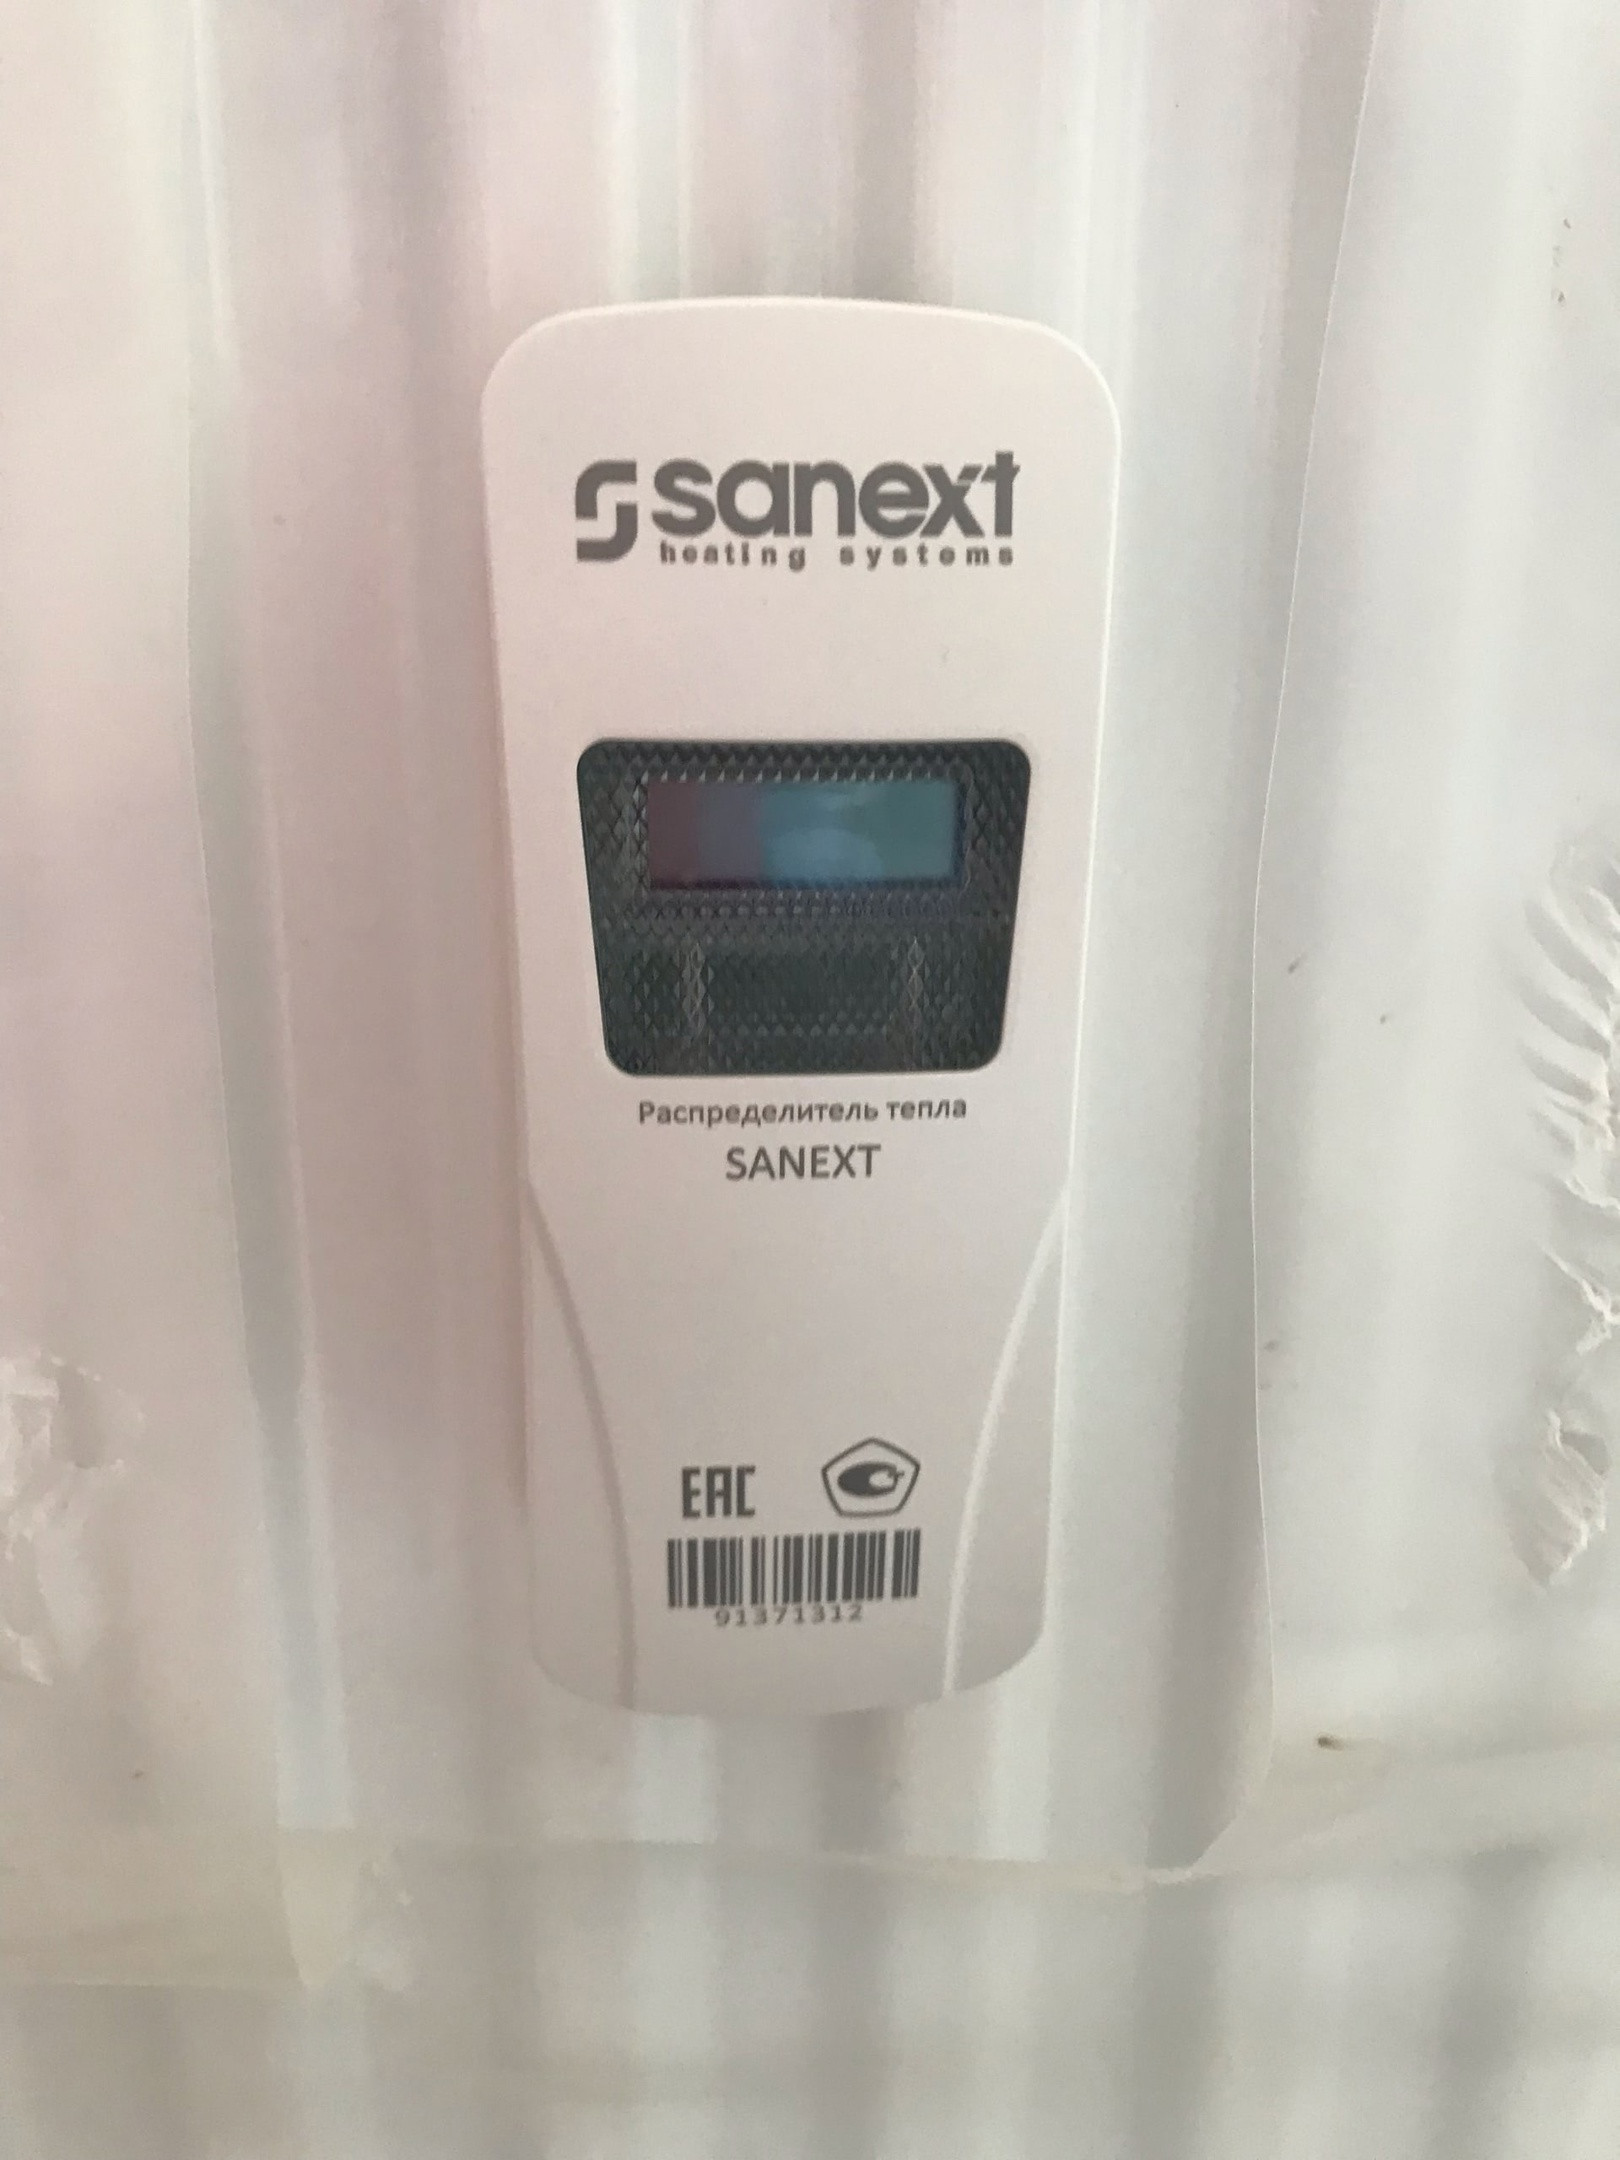 sanext
heating systems
Распределитель тепла
SANEXT
EAC
91371312